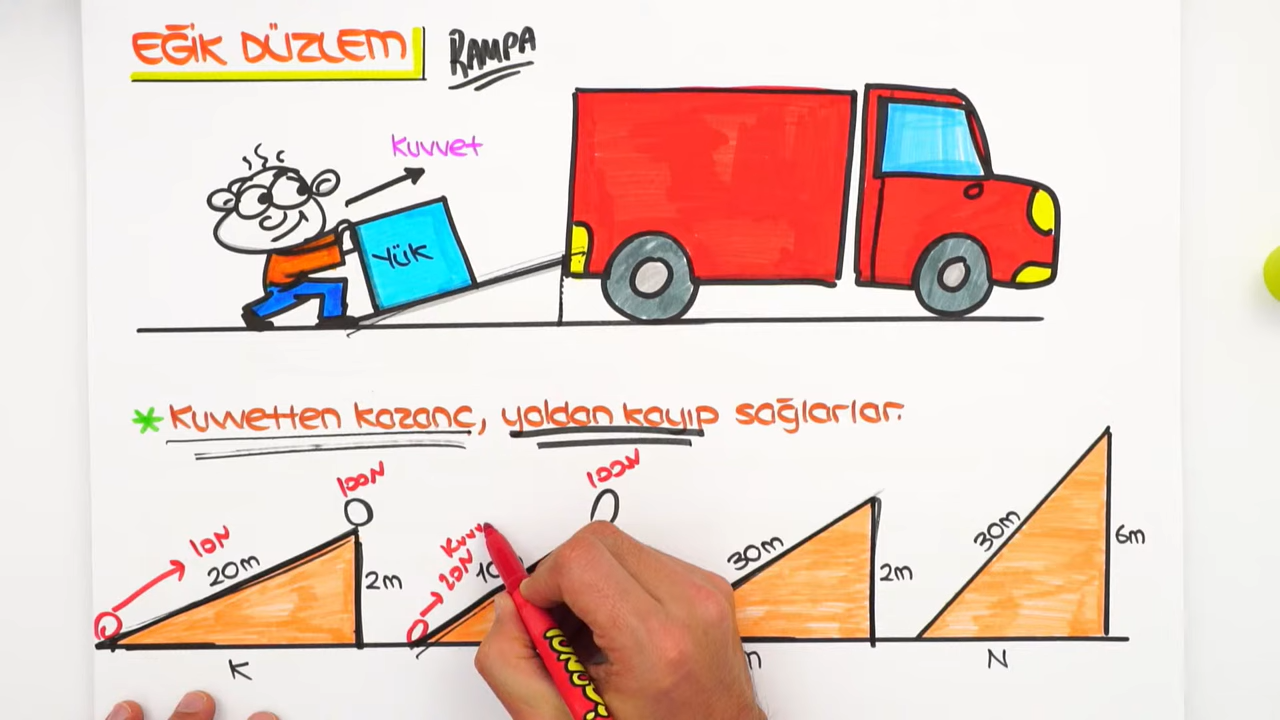 EĞİK DÜZLEM
RAMPA
Kuvvet
YÜK
* Kuvvetten kazanç, yoldan kayıp sağlarlar.
100N
10N
20m
2m
K
100N
20N
30m
2m
30m
6m
N